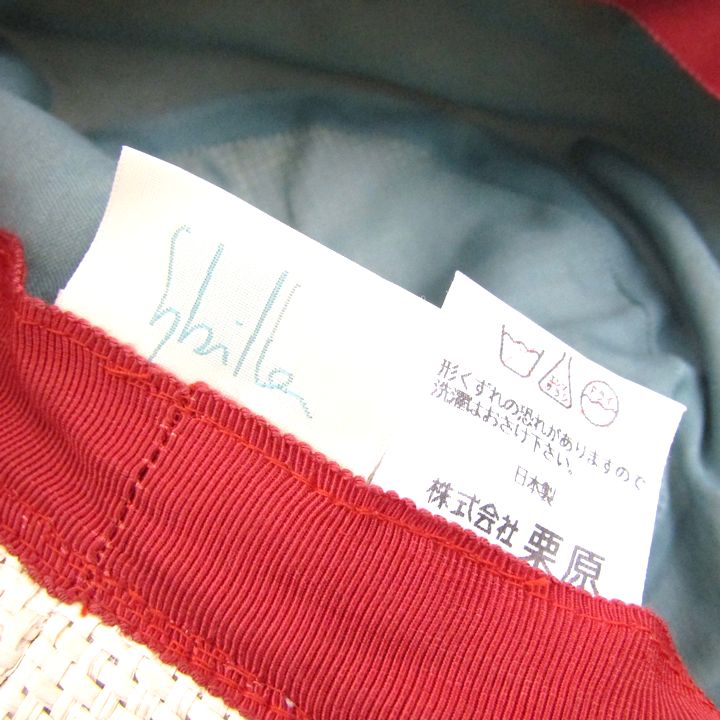 Sybilla
形くずれの恐れがありますので
洗濯はおさけ下さい。
日本製
株式会社 栗原